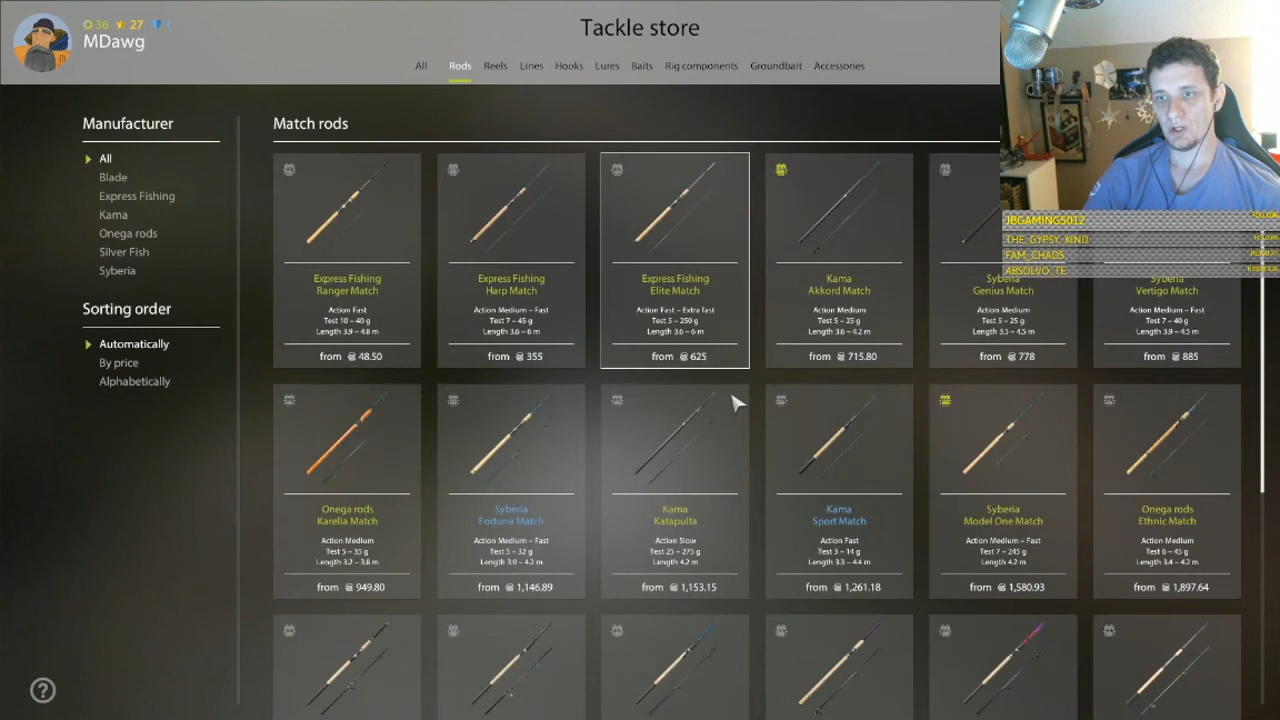 36 27
MDawg
Tackle store
All Rods Reels Lines Hooks Lures Baits Rig components Groundbait Accessories
Manufacturer
All
Blade
Express Fishing
Kama
Onega rods
Silver Fish
Syberia
Sorting order
Automatically
By price
Alphabetically
Match rods
Express Fishing
Ranger Match
Action Fast
Test 10 – 40 g
Length 3.9 – 4.8 m
from 48.50
Express Fishing
Harp Match
Action Medium – Fast
Test 7 – 45 g
Length 3.6 – 6 m
from 355
Express Fishing
Elite Match
Action Fast – Extra fast
Test 5 – 250 g
Length 3.6 – 6 m
from 625
Kama
Akkord Match
Action Medium
Test 5 – 25 g
Length 3.6 – 4.2 m
from 715.80
Syberia
Genius Match
Action Medium
Test 5 – 25 g
Length 3.5 – 4.5 m
from 778
Syberia
Vertigo Match
Action Medium – Fast
Test 7 – 40 g
Length 3.9 – 4.5 m
from 885
Onega rods
Karelia Match
Action Medium
Test 5 – 35 g
Length 3.2 – 3.8 m
from 949.80
Syberia
Fortuna Match
Action Medium – Fast
Test 5 – 32 g
Length 3.9 – 4.2 m
from 1,146.89
Kama
Katapulta
Action Slow
Test 25 – 275 g
Length 4.2 m
from 1,153.15
Kama
Sport Match
Action Fast
Test 3 – 14 g
Length 3.3 – 4.4 m
from 1,261.18
Syberia
Model One Match
Action Medium – Fast
Test 7 – 245 g
Length 4.2 m
from 1,580.93
Onega rods
Ethnic Match
Action Medium
Test 6 – 45 g
Length 3.4 – 4.2 m
from 1,897.64
JBGAMING5012
THE_GYPSY_KIND
FAM_CHAOS
ABSOLVO_TE
?